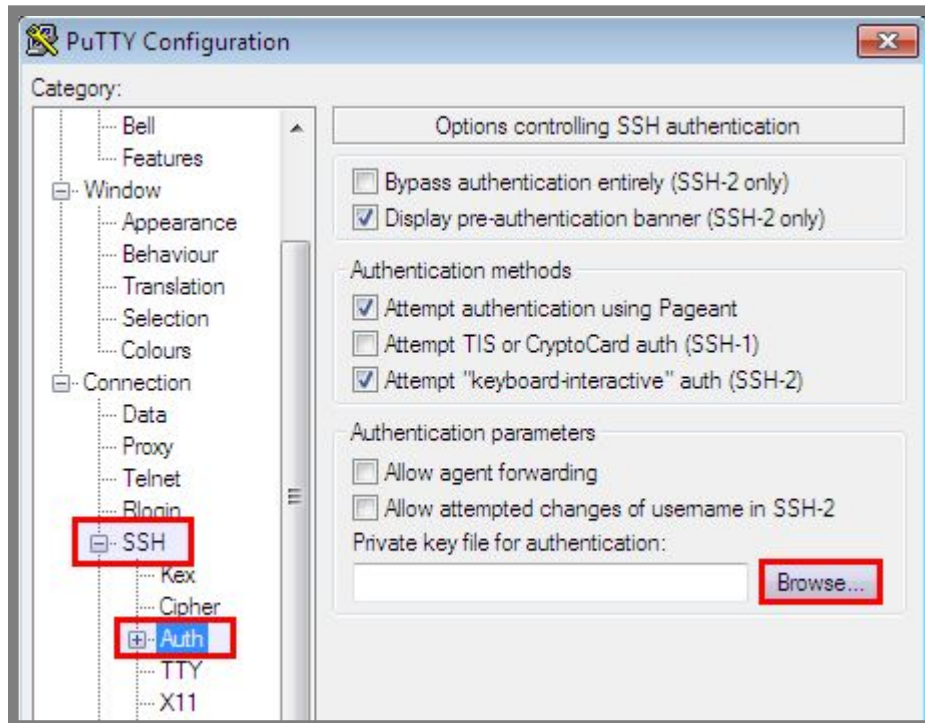 PuTTY Configuration
Category:
Bell
Features
Window
Appearance
Behaviour
Translation
Selection
Colours
Connection
Data
Proxy
Telnet
Rlogin
SSH
Kex
Cipher
Auth
TTY
X11
Options controlling SSH authentication
Bypass authentication entirely (SSH-2 only)
Display pre-authentication banner (SSH-2 only)
Authentication methods
Attempt authentication using Pageant
Attempt TIS or CryptoCard auth (SSH-1)
Attempt "keyboard-interactive" auth (SSH-2)
Authentication parameters
Allow agent forwarding
Allow attempted changes of username in SSH-2
Private key file for authentication:
Browse...